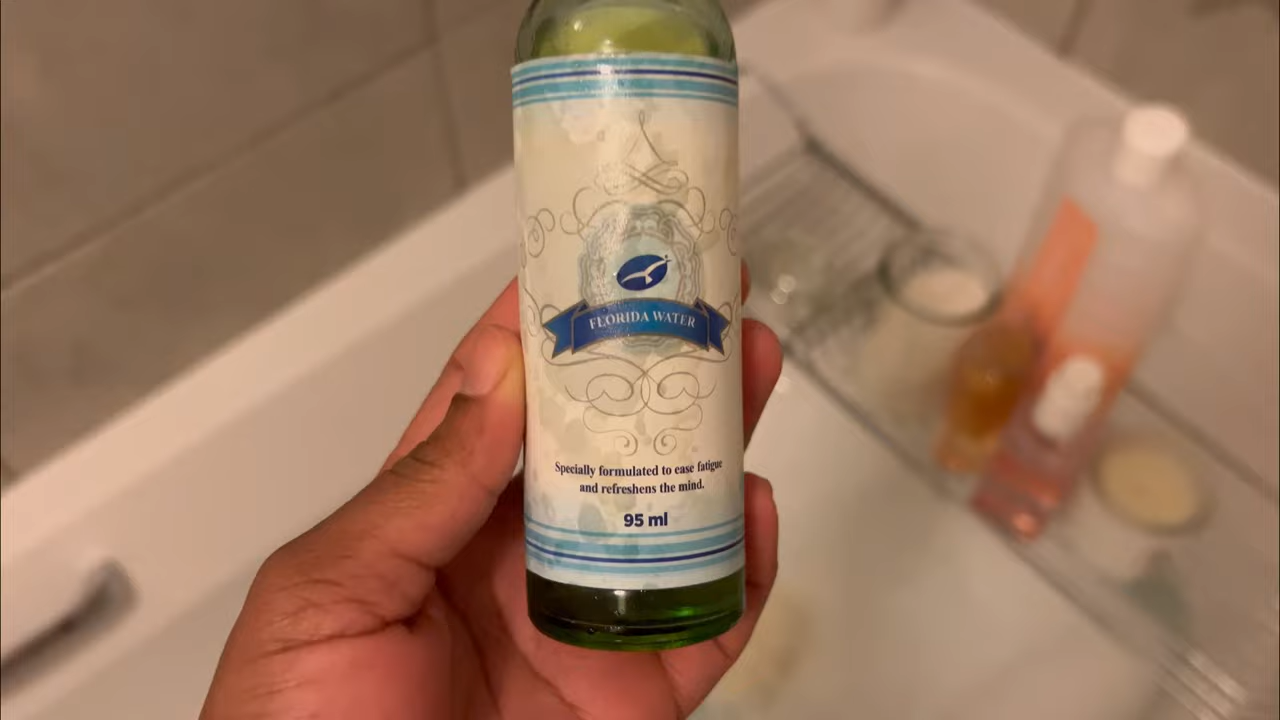 FLORIDA WATER
Specially formulated to ease fatigue
and refreshens the mind.
95 ml